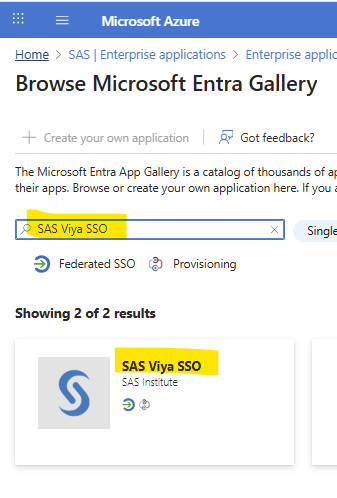 Microsoft Azure
Home > SAS | Enterprise applications > Enterprise applic
Browse Microsoft Entra Gallery
Create your own application
Got feedback?
The Microsoft Entra App Gallery is a catalog of thousands of ap
their apps. Browse or create your own application here. If you a
SAS Viya SSO
Single
Federated SSO
Provisioning
Showing 2 of 2 results
SAS Viya SSO
SAS Institute